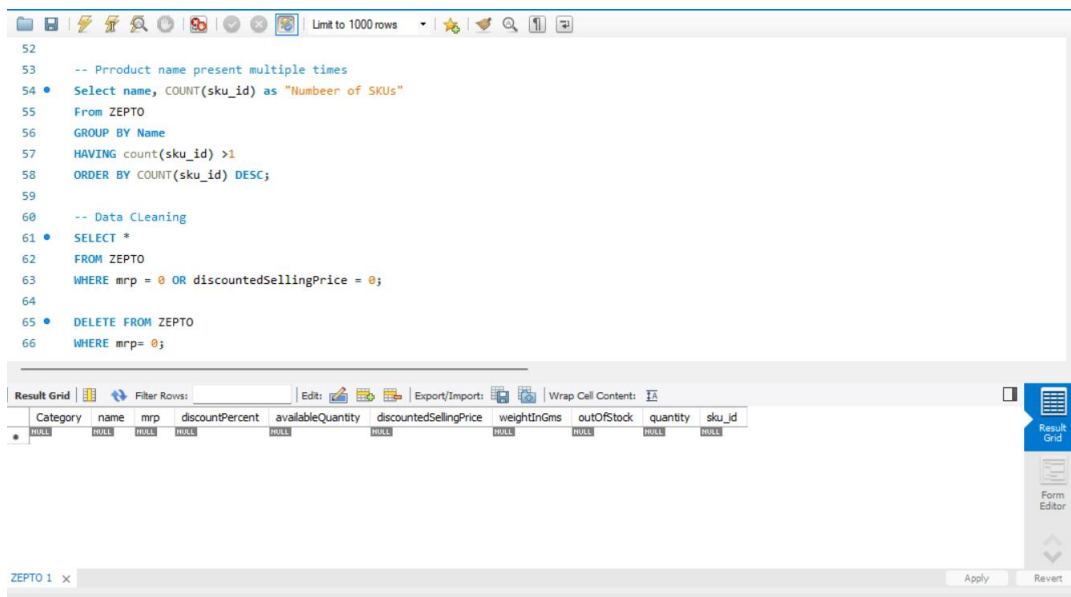 Limit to 1000 rows
52
53 -- Prroduct name present multiple times
54 Select name, COUNT(sku_id) as "Numbeer of SKUs"
55 From ZEPTO
56 GROUP BY Name
57 HAVING count(sku_id) >1
58 ORDER BY COUNT(sku_id) DESC;
59
60 -- Data CLeaning
61 SELECT *
62 FROM ZEPTO
63 WHERE mrp = 0 OR discountedSellingPrice = 0;
64
65 DELETE FROM ZEPTO
66 WHERE mrp= 0;
Result Grid Filter Rows: Edit: Export/Import: Wrap Cell Content: IA
Category name mrp discountPercent availableQuantity discountedSellingPrice weightInGms outOfStock quantity sku_id
NULL NULL NULL NULL NULL NULL NULL NULL NULL NULL
Result
Grid
Form
Editor
ZEPTO 1 Apply Revert